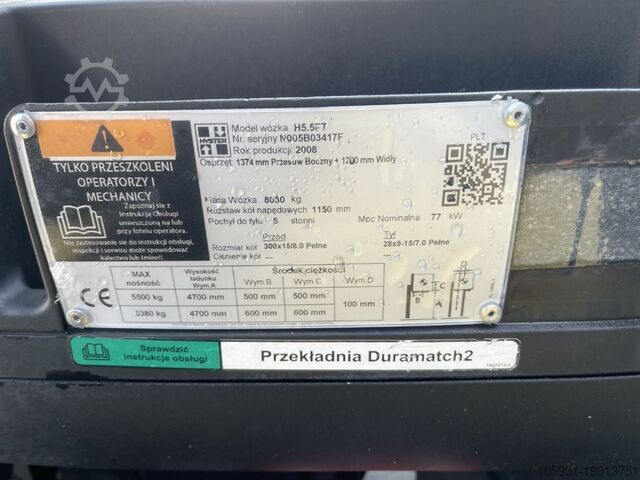 TYLKO PRZESZKOLENI
OPERATORZY I
MECHANICY
Zapoznaj się z
Instrukcja Obsługi
umieszczoną na lub
przy fotelu operatora.
Nie zastosowanie się do instrukcji obsługi,
inspekcji i serwisu może spowodować
kalectwo lub śmierć!
HYSTER
Model wózka H5.5FT
Nr. seryjny N005B03417F
Rok produkcji: 2008
Osprzęt: 1374 mm Przesuw Boczny + 1200 mm Widły
PLT
Masa Wózka 8030 kg
Rozstaw kół napędowych 1150 mm
Moc Nominalna 77 kW
Pochył do tyłu 5 stopni
Przód
Tył
Rozmiar kół 300x15/8.0 Pełne
28x9-15/7.0 Pełne
Ciśnienie kół --- ---
CE
MAX nośność
Wysokość ładunku Wym.A
Środek ciężkości
Wym.B Wym.C Wym.D
5500 kg 4700 mm 500 mm 500 mm
100 mm
5380 kg 4700 mm 600 mm 600 mm
D
B
C
A
Sprawdzić
instrukcje obsługi
Przekładnia Duramatch2
105931-19013751